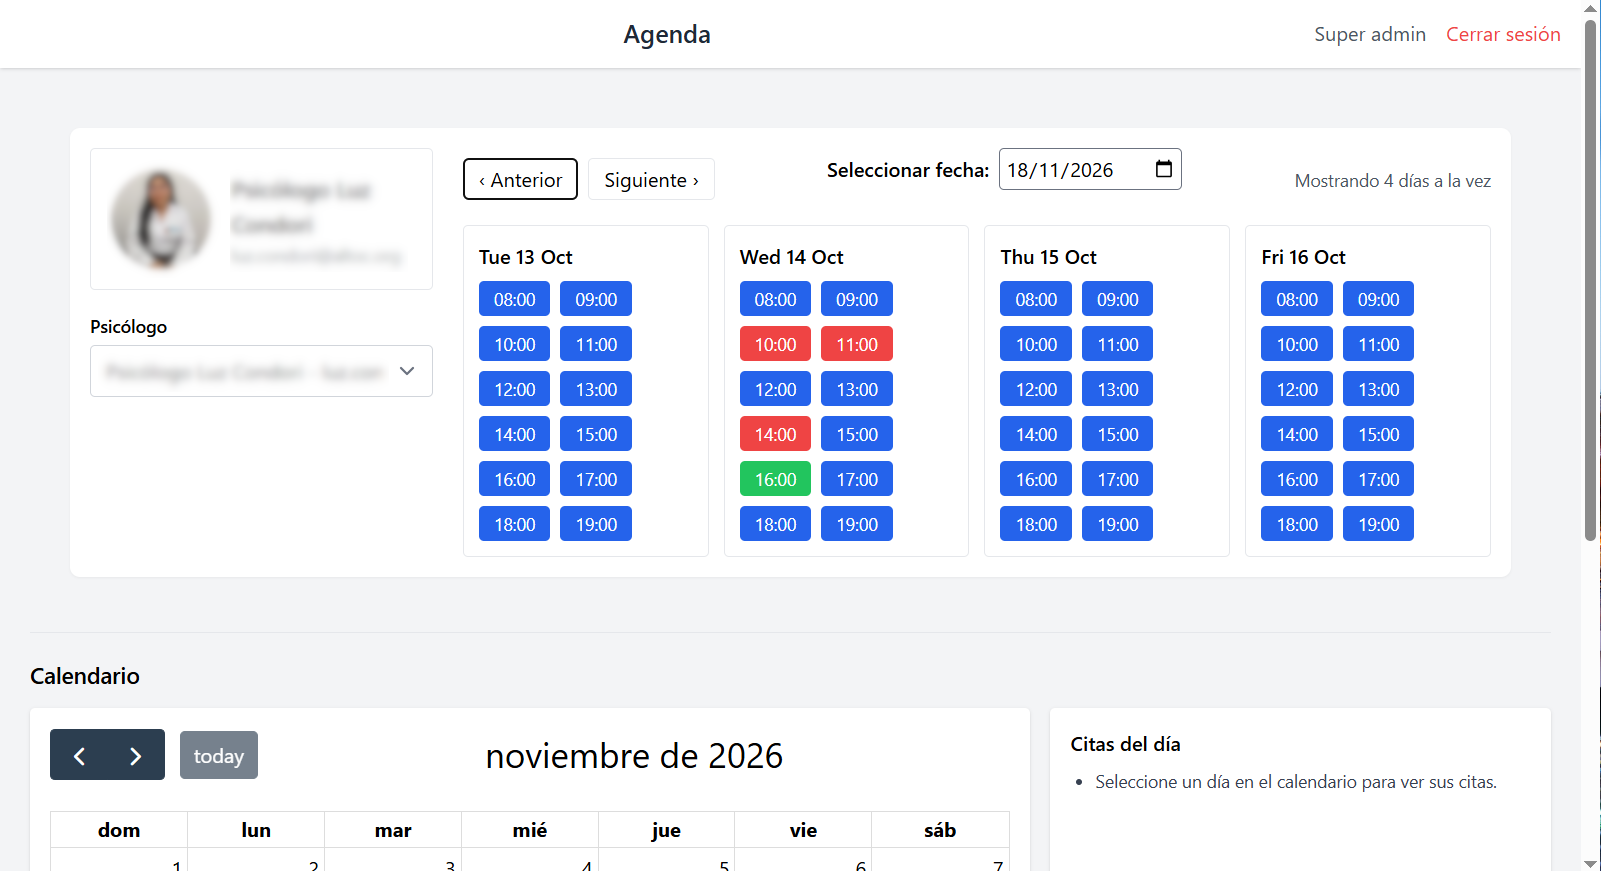 Agenda
Super admin
Cerrar sesión
Psicólogo
‹ Anterior
Siguiente ›
Seleccionar fecha:
18/11/2026
Mostrando 4 días a la vez
Tue 13 Oct
08:00 09:00
10:00 11:00
12:00 13:00
14:00 15:00
16:00 17:00
18:00 19:00
Wed 14 Oct
08:00 09:00
10:00 11:00
12:00 13:00
14:00 15:00
16:00 17:00
18:00 19:00
Thu 15 Oct
08:00 09:00
10:00 11:00
12:00 13:00
14:00 15:00
16:00 17:00
18:00 19:00
Fri 16 Oct
08:00 09:00
10:00 11:00
12:00 13:00
14:00 15:00
16:00 17:00
18:00 19:00
Calendario
today
noviembre de 2026
dom lun mar mié jue vie sáb
1 2 3 4 5 6 7
Citas del día
• Seleccione un día en el calendario para ver sus citas.